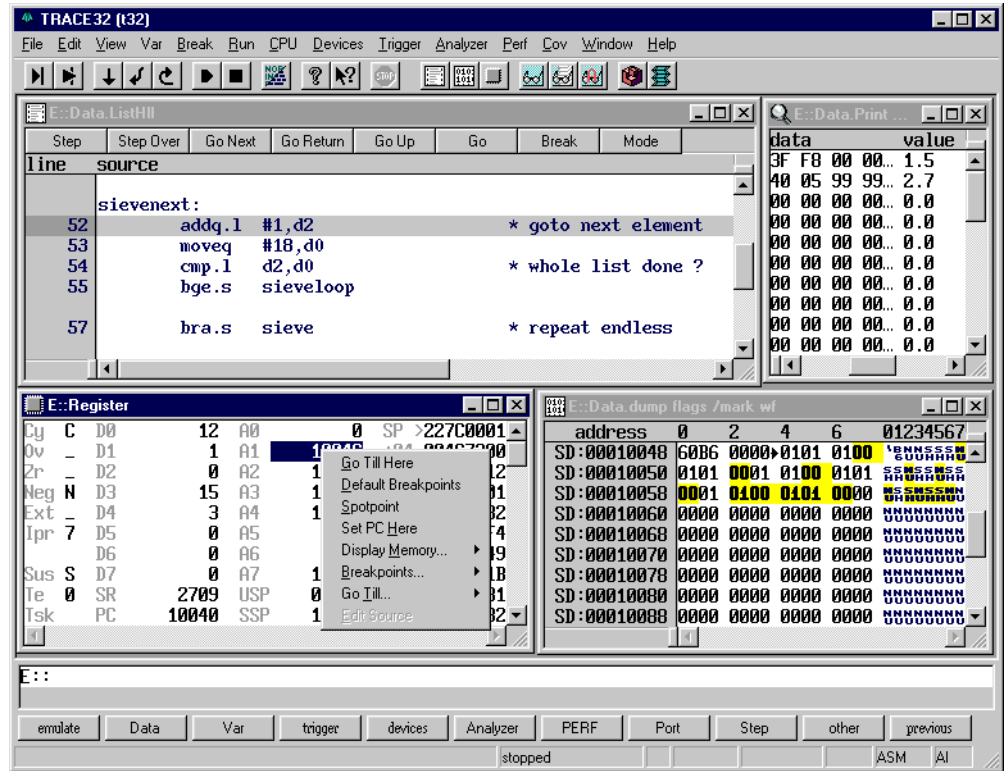 TRACE32 (t32)
File Edit View Var Break Run CPU Devices Trigger Analyzer Perf Cov Window Help
E::Data.ListHll
Step Step Over Go Next Go Return Go Up Go Break Mode
line source
sievenext:
52 addq.l #1,d2 * goto next element
53 moveq #18,d0
54 cmp.l d2,d0 * whole list done ?
55 bge.s sieveloop
57 bra.s sieve * repeat endless
E::Data.Print ...
data value
3F F8 00 00... 1.5
40 05 99 99... 2.7
00 00 00 00... 0.0
00 00 00 00... 0.0
00 00 00 00... 0.0
00 00 00 00... 0.0
00 00 00 00... 0.0
00 00 00 00... 0.0
00 00 00 00... 0.0
00 00 00 00... 0.0
E::Register
Cy C D0 12 A0 0 SP >227C0001
Ov _ D1 1 A1
Zr _ D2 0 A2 1
Neg N D3 15 A3 1
Ext _ D4 3 A4 1
Ipr 7 D5 0 A5
D6 0 A6
Sus S D7 0 A7 1
Te 0 SR 2709 USP 0
Tsk PC 10040 SSP 1
Go Till Here
Default Breakpoints
Spotpoint
Set PC Here
Display Memory...
Breakpoints...
Go Till...
Edit Source
E::Data.dump flags /mark wf
address 0 2 4 6 01234567
SD:00010048 60B6 0000 0101 0100
SD:00010050 0101 0001 0100 0101
SD:00010058 0001 0100 0101 0000
SD:00010060 0000 0000 0000 0000
SD:00010068 0000 0000 0000 0000
SD:00010070 0000 0000 0000 0000
SD:00010078 0000 0000 0000 0000
SD:00010080 0000 0000 0000 0000
SD:00010088 0000 0000 0000 0000
E::
emulate Data Var trigger devices Analyzer PERF Port Step other previous
stopped ASM AI